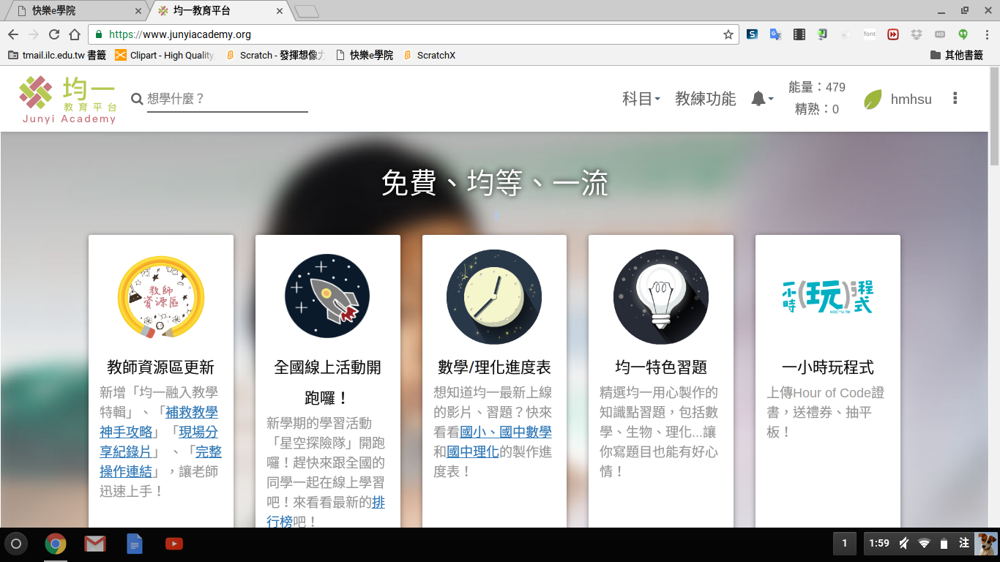 快樂e學院
均一教育平台
https://www.junyiacademy.org
font
HD
tmail.ilc.edu.tw 書籤
Clipart - High Quality
Scratch - 發揮想像力
快樂e學院
ScratchX
其他書籤
均一
教育平台
Junyi Academy
想學什麼？
科目
教練功能
能量：479
精熟：0
hmhsu
免費、均等、一流
教師
資源區
教師資源區更新
新增「均一融入教學
特輯」、「補救教學
神手攻略」「現場分
享紀錄片」、「完整
操作連結」，讓老師
迅速上手！
全國線上活動開
跑囉！
新學期的學習活動
「星空探險隊」開跑
囉！趕快來跟全國的
同學一起在線上學習
吧！來看看最新的排
行榜吧！
數學/理化進度表
想知道均一最新上線
的影片、習題？快來
看看國小、國中數學
和國中理化的製作進
度表！
均一特色習題
精選均一用心製作的
知識點習題，包括數
學、生物、理化...讓
你寫題目也能有好心
情！
一小時(玩)程式
一小時玩程式
上傳Hour of Code證
書，送禮券、抽平
板！
1
1:59
注